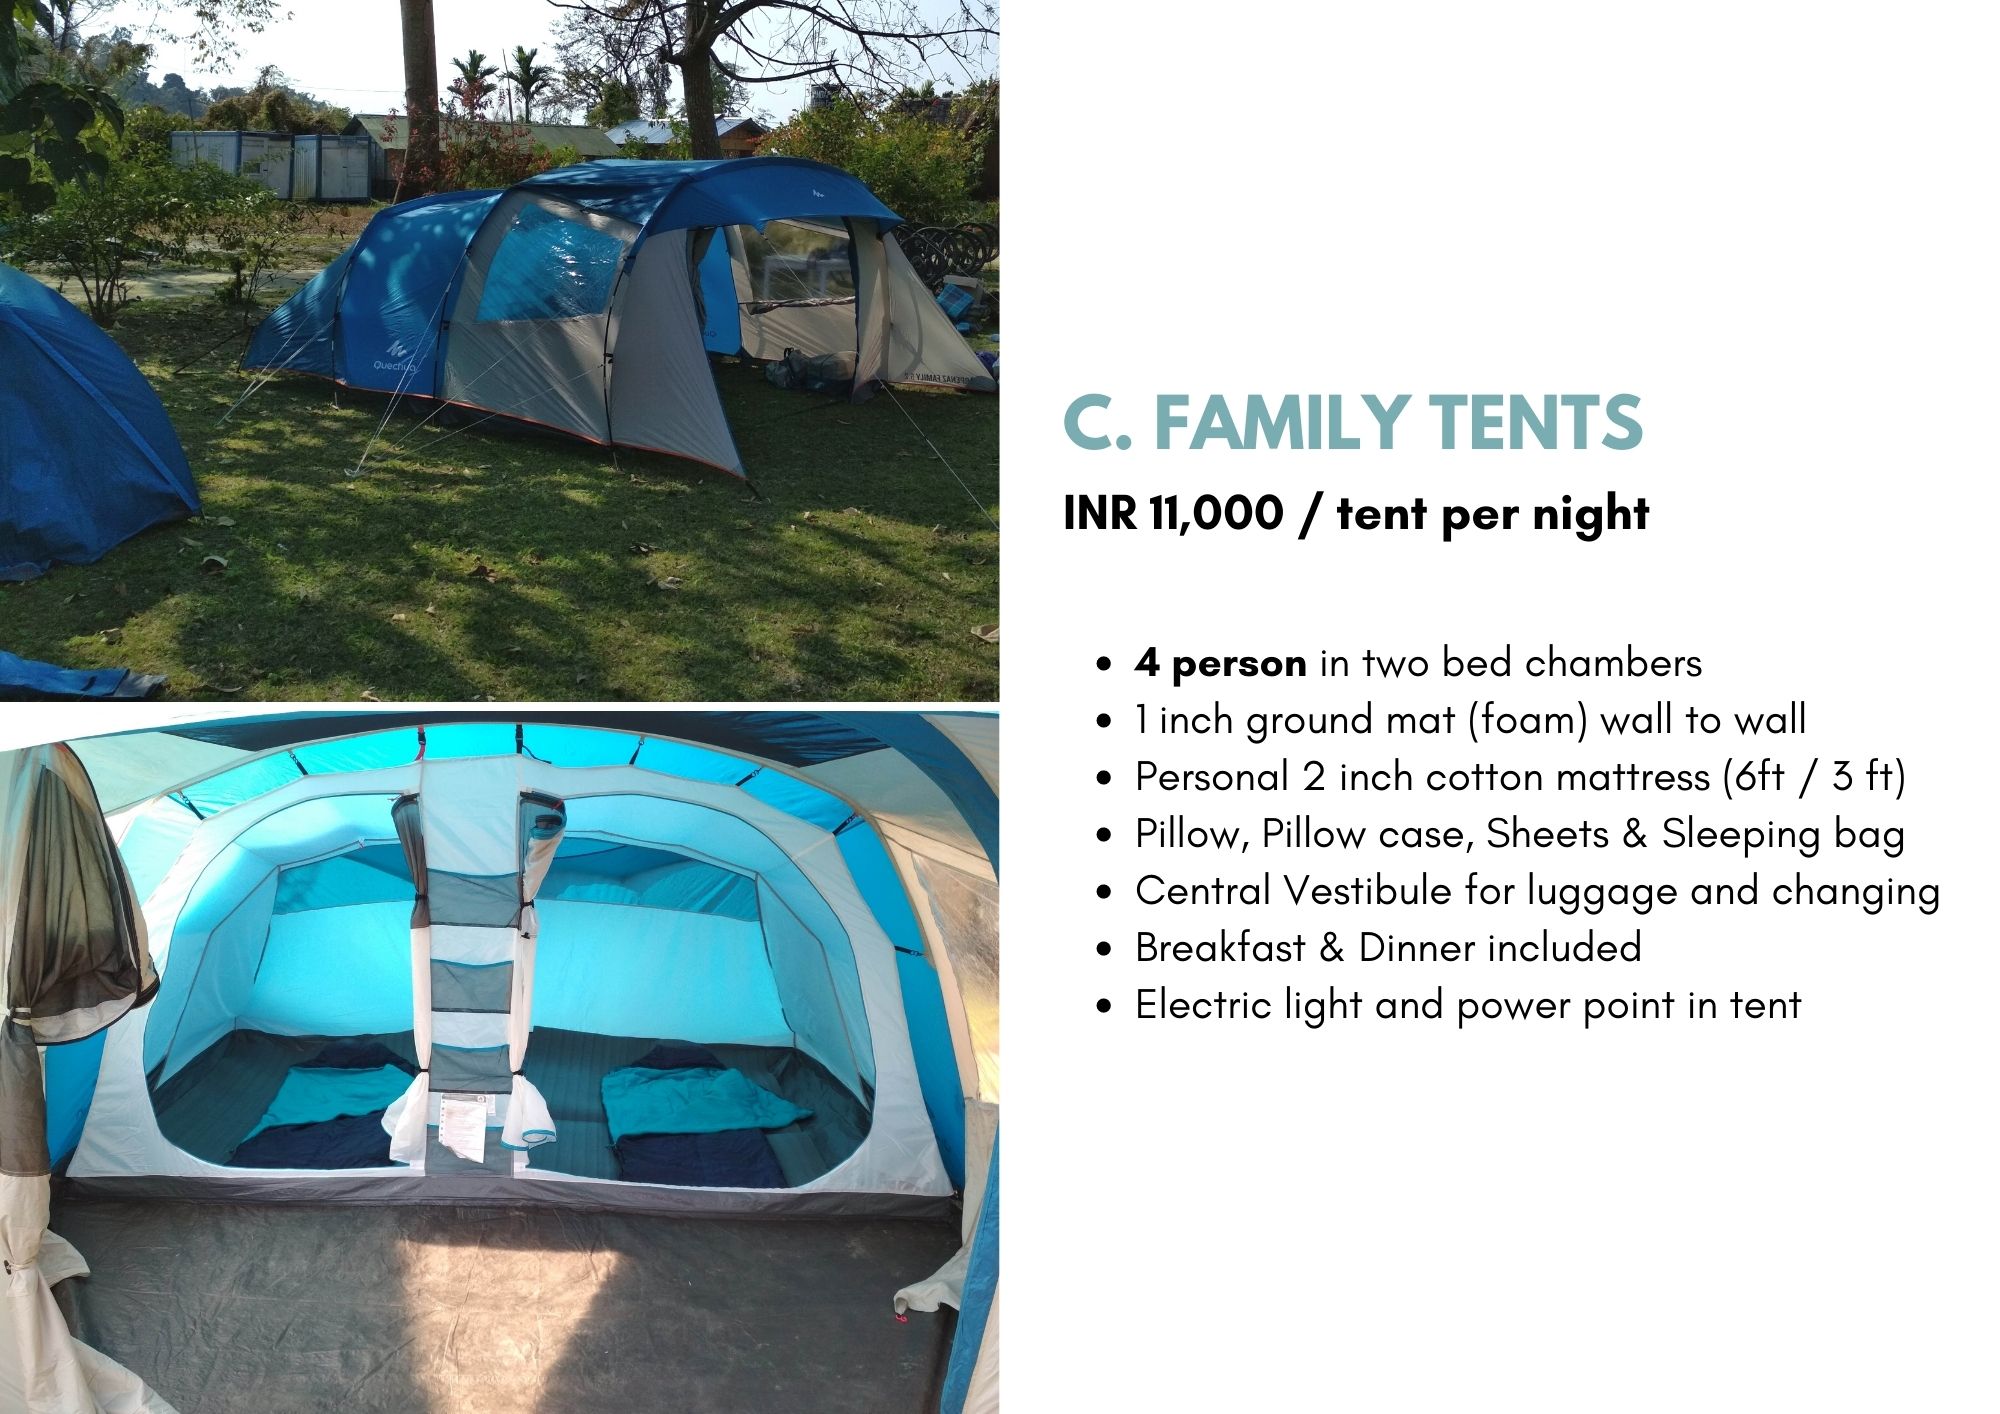 Quechua
C. FAMILY TENTS
INR 11,000 / tent per night
• 4 person in two bed chambers
• 1 inch ground mat (foam) wall to wall
• Personal 2 inch cotton mattress (6ft / 3 ft)
• Pillow, Pillow case, Sheets & Sleeping bag
• Central Vestibule for luggage and changing
• Breakfast & Dinner included
• Electric light and power point in tent